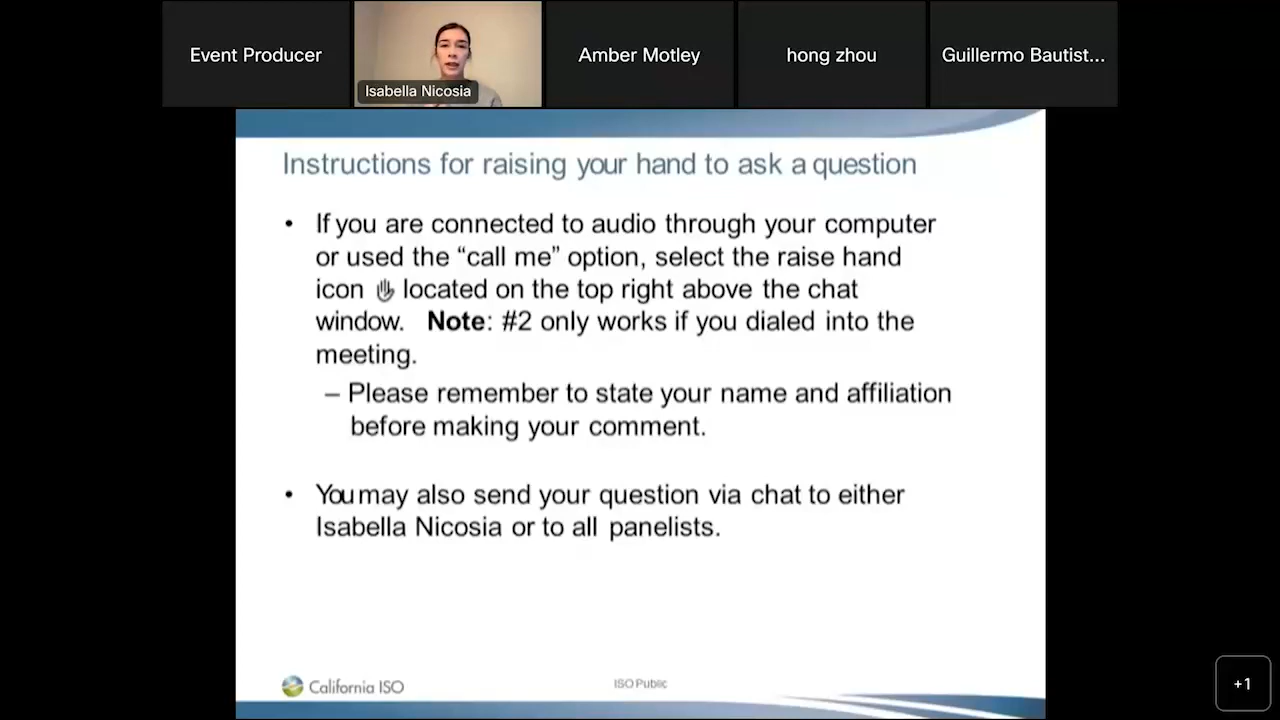 Event Producer
Isabella Nicosia
Amber Motley
hong zhou
Guillermo Bautist...
Instructions for raising your hand to ask a question
• If you are connected to audio through your computer
or used the “call me” option, select the raise hand
icon located on the top right above the chat
window. Note: #2 only works if you dialed into the
meeting.
– Please remember to state your name and affiliation
before making your comment.
• You may also send your question via chat to either
Isabella Nicosia or to all panelists.
California ISO
ISO Public
+1